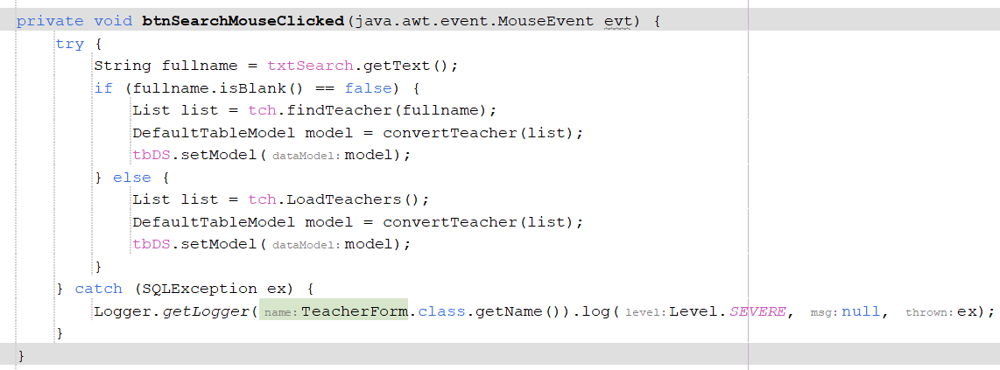 private void btnSearchMouseClicked(java.awt.event.MouseEvent evt) {
try {
String fullname = txtSearch.getText();
if (fullname.isBlank() == false) {
List list = tch.findTeacher(fullname);
DefaultTableModel model = convertTeacher(list);
tbDS.setModel( dataModel: model);
} else {
List list = tch.LoadTeachers();
DefaultTableModel model = convertTeacher(list);
tbDS.setModel( dataModel: model);
}
} catch (SQLException ex) {
Logger.getLogger( name: TeacherForm.class.getName()).log( level: Level.SEVERE, msg: null, thrown: ex);
}
}